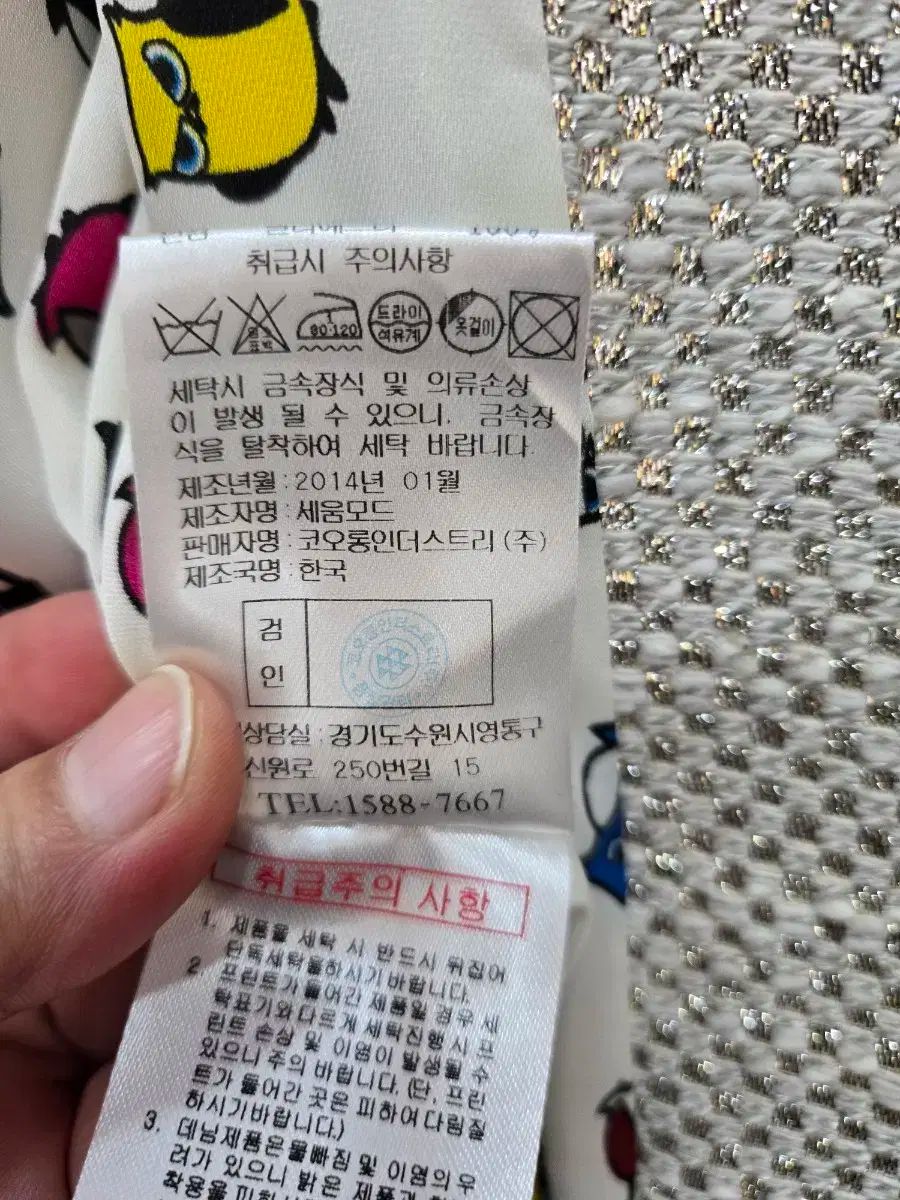 100%
취급시 주의사항
80-120 드라이 옷걸이
석유계
세탁시 금속장식 및 의류손상
이 발생 될 수 있으니, 금속장
식을 탈착하여 세탁 바랍니다.
제조년월:2014년 01월
제조자명:세움모드
판매자명:코오롱인더스트리(주)
제조국명:한국
검
인
상담실:경기도수원시영통구
신원로 250번길 15
TEL:1588-7667
취급주의 사항
1. 제품을 세탁 시 반드시 뒤집어
단독세탁을하시기 바랍니다.
2. 프린트가 들어간 제품일 경우 세
탁표기와다르게 세탁진행시 프
린트 손상 및 이염이 발생될 수
있으니 주의 바랍니다. (단, 프린
트가 들어간 곳은 피하여다림질
하시기바랍니다.)
3. 데님제품은물빠짐 및 이염의우
려가 있으니 밝은 제품과
착용을